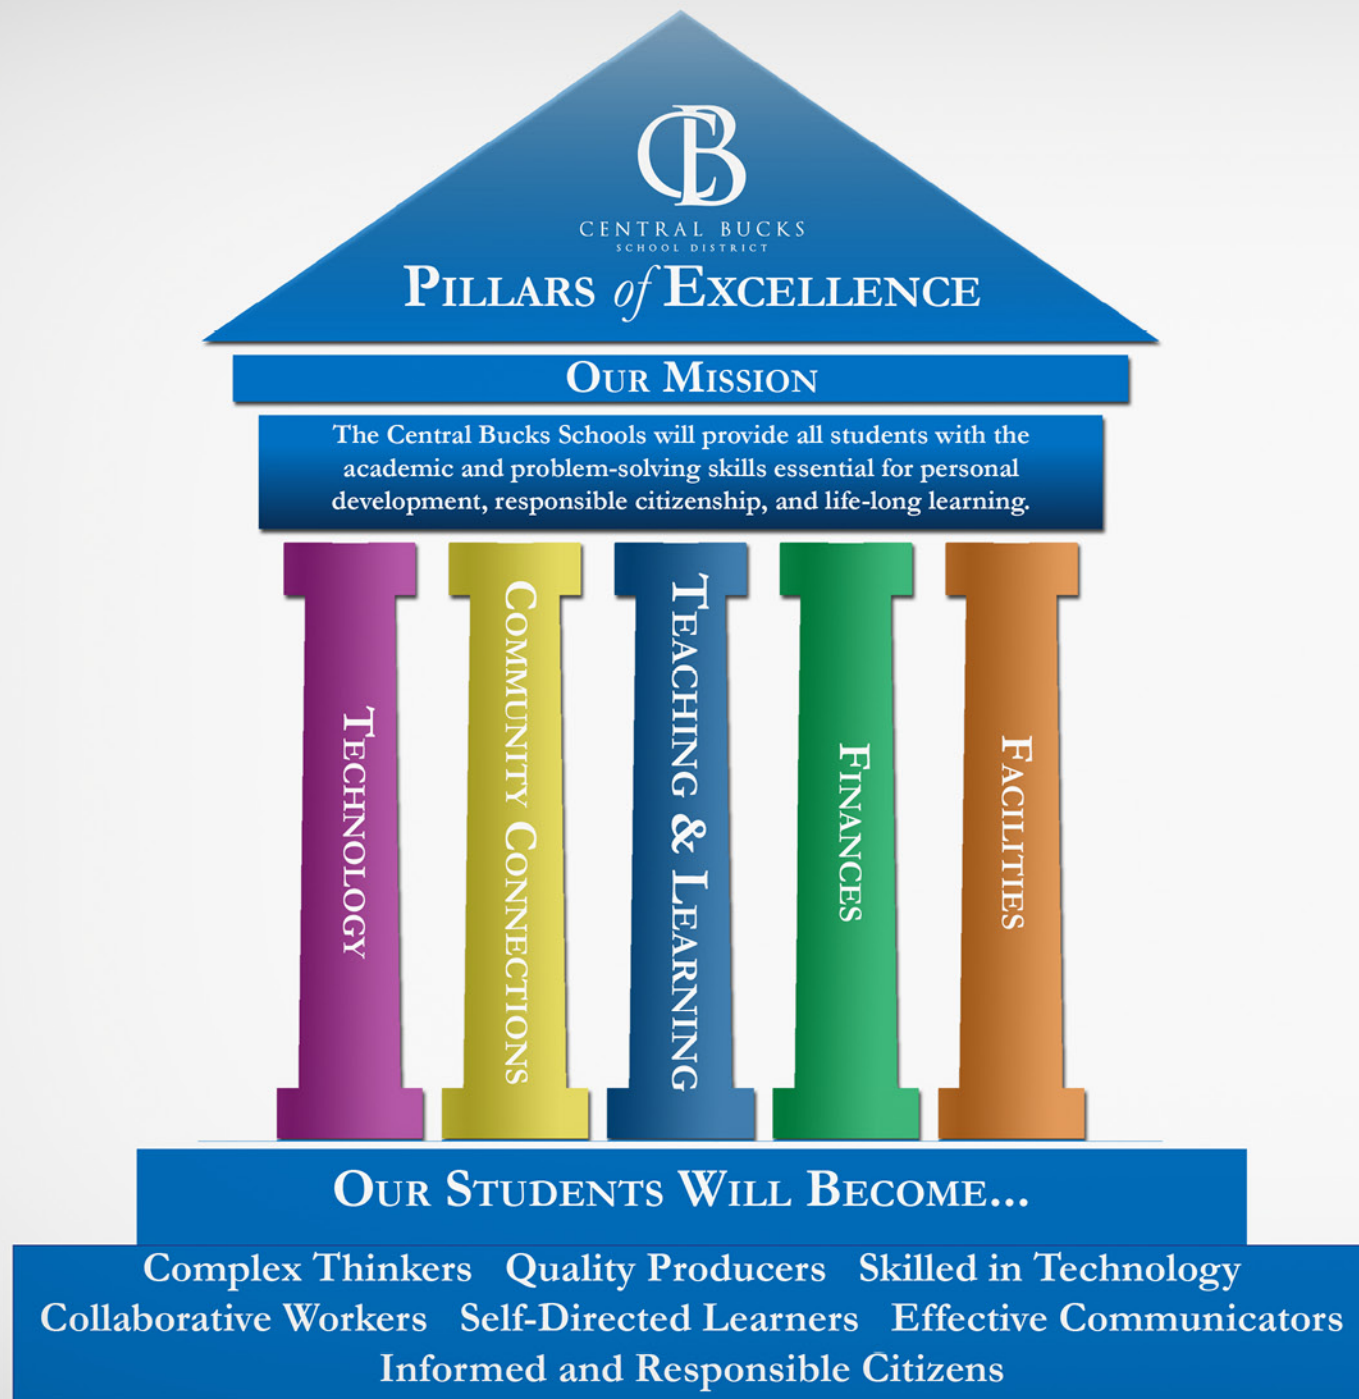 CB
CENTRAL BUCKS
SCHOOL DISTRICT
PILLARS of EXCELLENCE
OUR MISSION
The Central Bucks Schools will provide all students with the
academic and problem-solving skills essential for personal
development, responsible citizenship, and life-long learning.
TECHNOLOGY
COMMUNITY CONNECTIONS
TEACHING & LEARNING
FINANCES
FACILITIES
OUR STUDENTS WILL BECOME...
Complex Thinkers Quality Producers Skilled in Technology
Collaborative Workers Self-Directed Learners Effective Communicators
Informed and Responsible Citizens